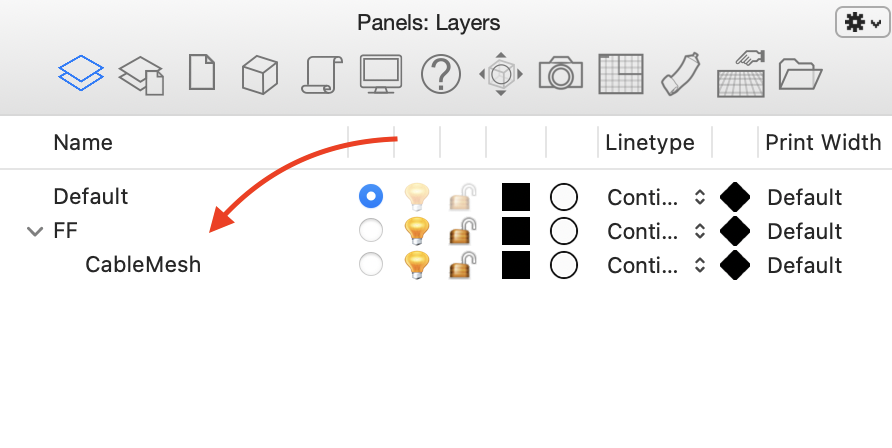 Panels: Layers
Name Linetype Print Width
Default Conti... Default
FF Conti... Default
CableMesh Conti... Default